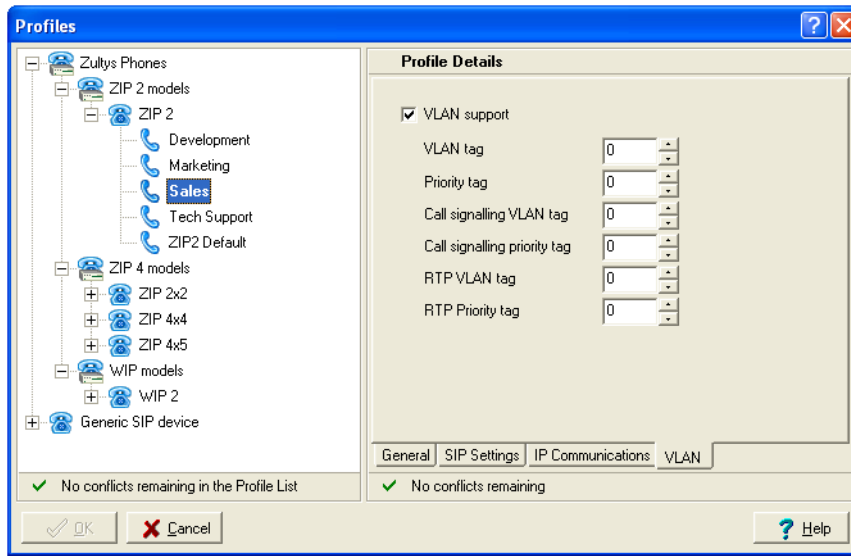 Profiles
Zultys Phones
ZIP 2 models
ZIP 2
Development
Marketing
Sales
Tech Support
ZIP2 Default
ZIP 4 models
ZIP 2x2
ZIP 4x4
ZIP 4x5
WIP models
WIP 2
Generic SIP device
No conflicts remaining in the Profile List
Profile Details
VLAN support
VLAN tag 0
Priority tag 0
Call signalling VLAN tag 0
Call signalling priority tag 0
RTP VLAN tag 0
RTP Priority tag 0
General SIP Settings IP Communications VLAN
No conflicts remaining
OK Cancel ? Help